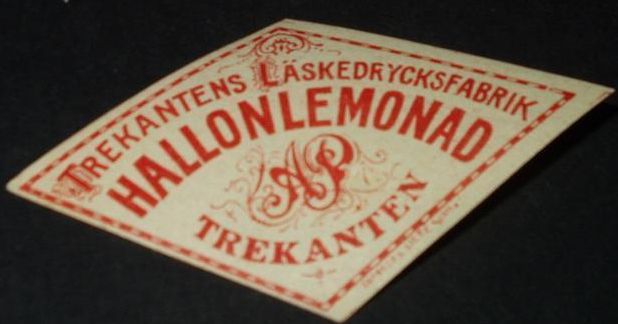 TREKANTENS LÄSKEDRYCKSFABRIK
HALLONLEMONAD
AP
TREKANTEN